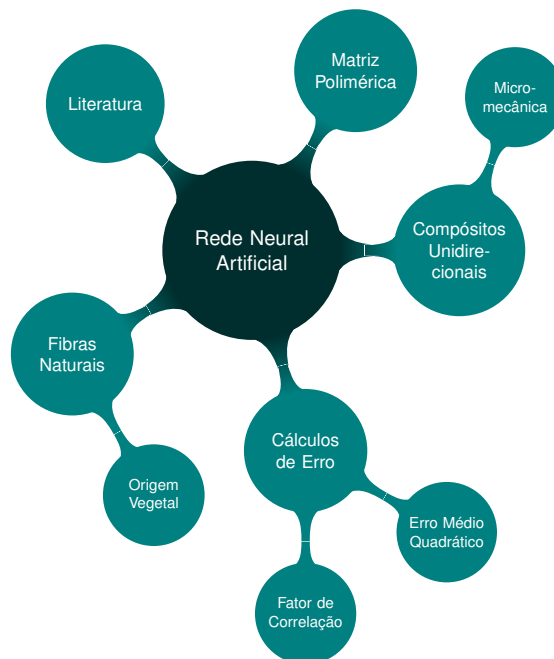 Matriz
Polimérica
Literatura
Micro-
mecânica
Rede Neural
Artificial
Compósitos
Unidire-
cionais
Fibras
Naturais
Cálculos
de Erro
Origem
Vegetal
Erro Médio
Quadrático
Fator de
Correlação